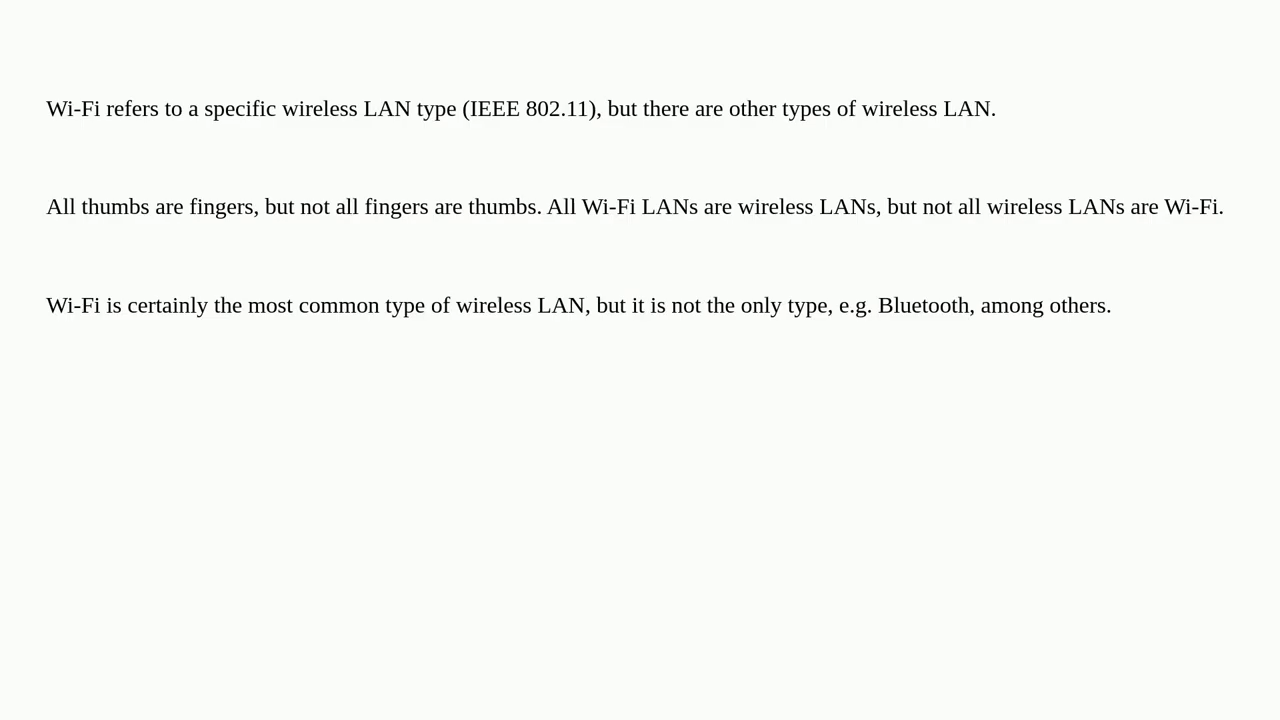 Wi-Fi refers to a specific wireless LAN type (IEEE 802.11), but there are other types of wireless LAN.
All thumbs are fingers, but not all fingers are thumbs. All Wi-Fi LANs are wireless LANs, but not all wireless LANs are Wi-Fi.
Wi-Fi is certainly the most common type of wireless LAN, but it is not the only type, e.g. Bluetooth, among others.